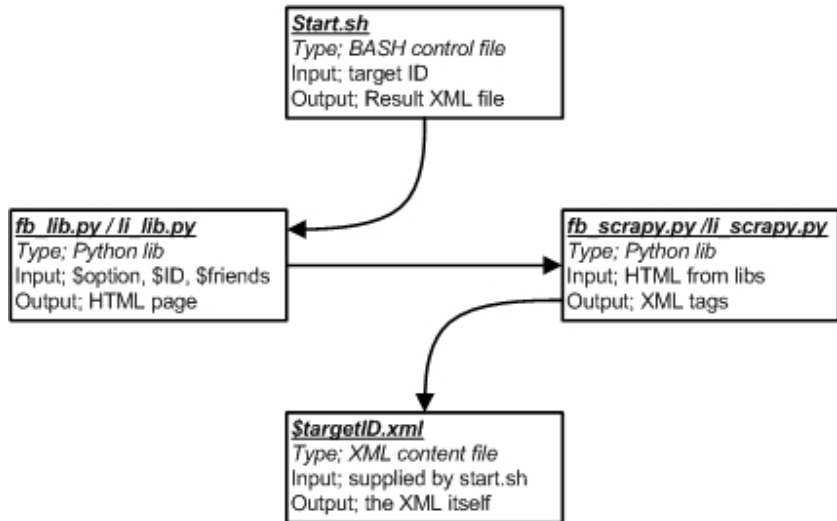 Start.sh
Type; BASH control file
Input; target ID
Output; Result XML file
fb_lib.py / li_lib.py
Type; Python lib
Input; $option, $ID, $friends
Output; HTML page
fb_scrapy.py /li_scrapy.py
Type; Python lib
Input; HTML from libs
Output; XML tags
$targetID.xml
Type; XML content file
Input; supplied by start.sh
Output; the XML itself